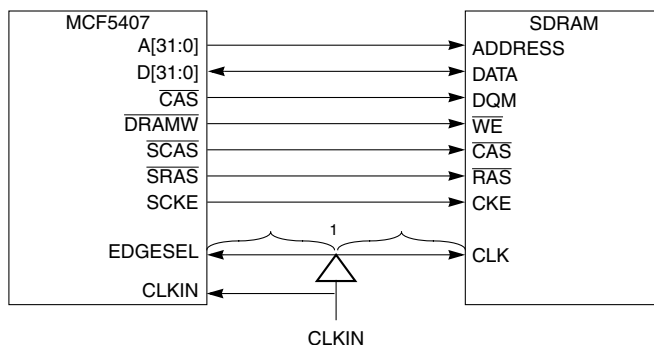 MCF5407 SDRAM
A[31:0] ADDRESS
D[31:0] DATA
CAS DQM
DRAMW WE
SCAS CAS
SRAS RAS
SCKE CKE
1
EDGESEL CLK
CLKIN
CLKIN